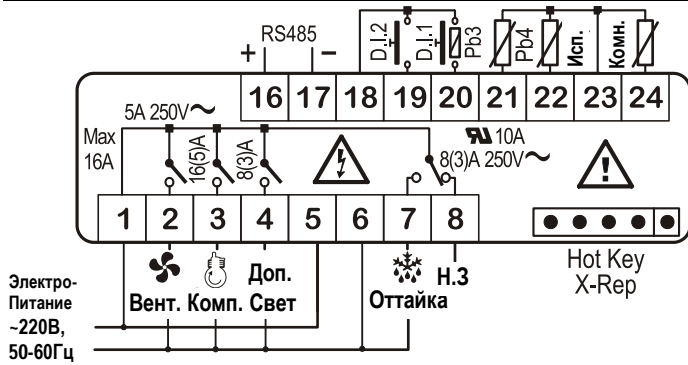 + RS485 −
D.I.2
D.I.1
Pb3
Pb4
Исп.
Комн.
16 17 18 19 20 21 22 23 24
5A 250V~
Max
16A
16(5)A
8(3)A
10A
8(3)A 250V~
1 2 3 4 5 6 7 8
Hot Key
X-Rep
Электро-
Питание
~220В,
50-60Гц
Вент.
Комп.
Доп.
Свет
Оттайка
Н.З